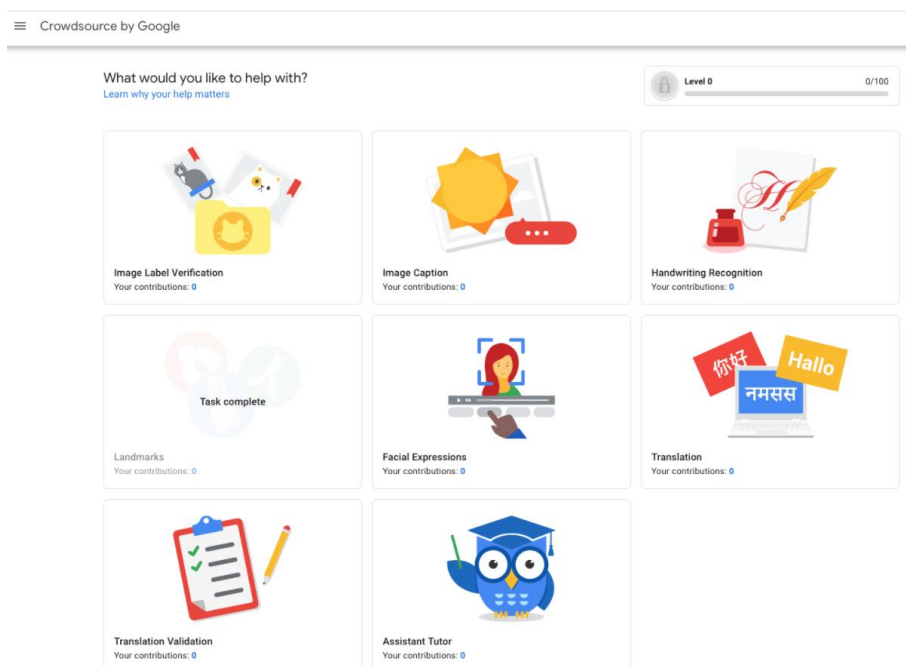 Crowdsource by Google
What would you like to help with?
Learn why your help matters
Level 0 0/100
Image Label Verification
Your contributions: 0
Image Caption
Your contributions: 0
Handwriting Recognition
Your contributions: 0
Task complete
Landmarks
Your contributions: 0
Facial Expressions
Your contributions: 0
你好
Hallo
नमसस
Translation
Your contributions: 0
Translation Validation
Your contributions: 0
Assistant Tutor
Your contributions: 0